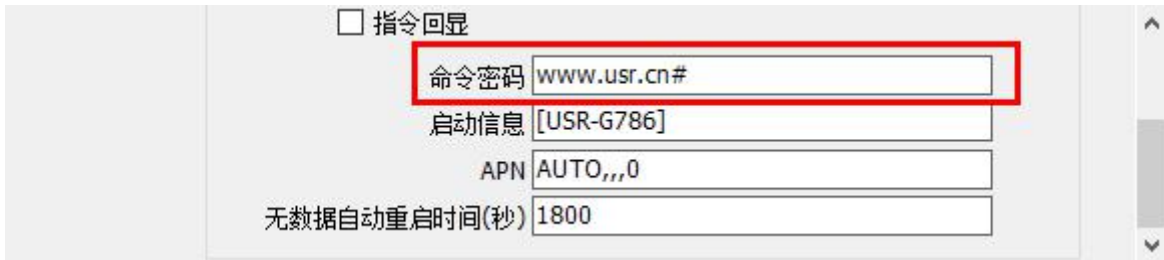 指令回显
命令密码 www.usr.cn#
启动信息 [USR-G786]
APN AUTO,,,0
无数据自动重启时间(秒) 1800